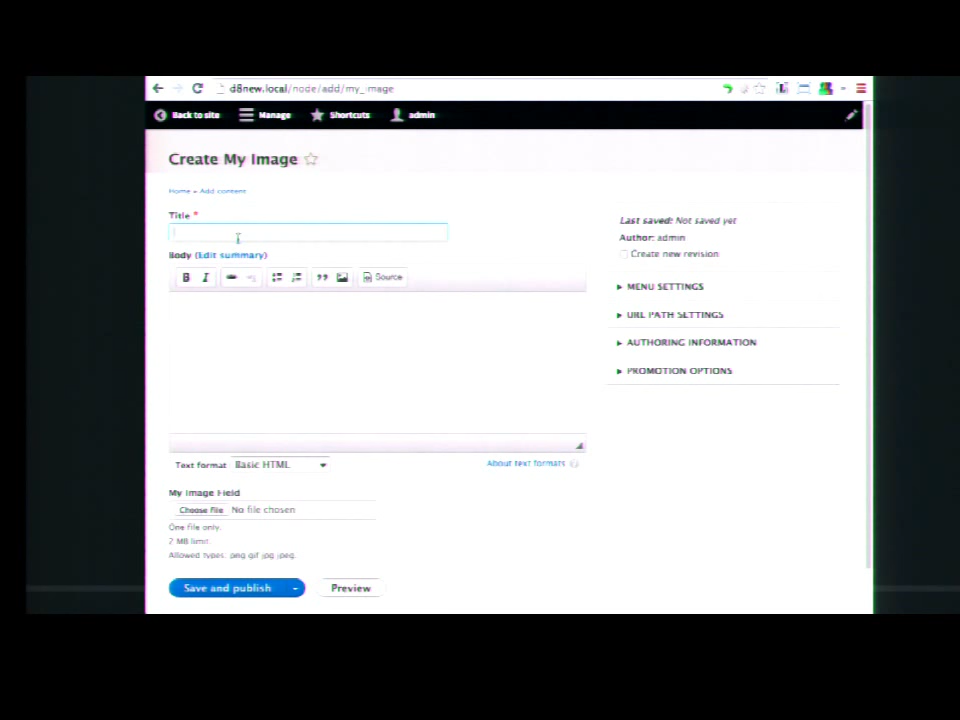 d8new.local/node/add/my_image
Back to site Manage Shortcuts admin
Create My Image
Home » Add content
Title *
Body (Edit summary)
B I Source
Text format Basic HTML
About text formats
My Image Field
Choose File No file chosen
One file only.
2 MB limit.
Allowed types: png gif jpg jpeg.
Save and publish Preview
Last saved: Not saved yet
Author: admin
Create new revision
MENU SETTINGS
URL PATH SETTINGS
AUTHORING INFORMATION
PROMOTION OPTIONS